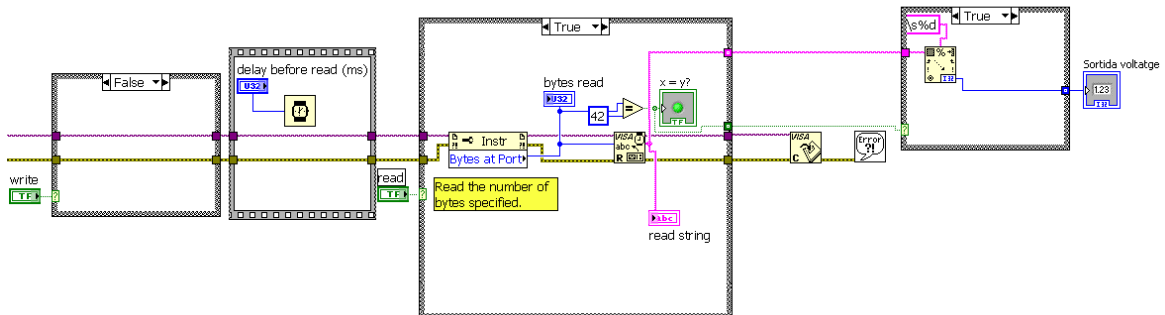 False
write
TF
delay before read (ms)
U32
read
TF
True
bytes read
U32
42
=
x = y?
TF
Instr
Bytes at Port
Read the number of
bytes specified.
VISA
abc
R
abc
read string
VISA
C
Error
?!
True
\s%d
%
I32
Sortida voltatge
1.23
I32